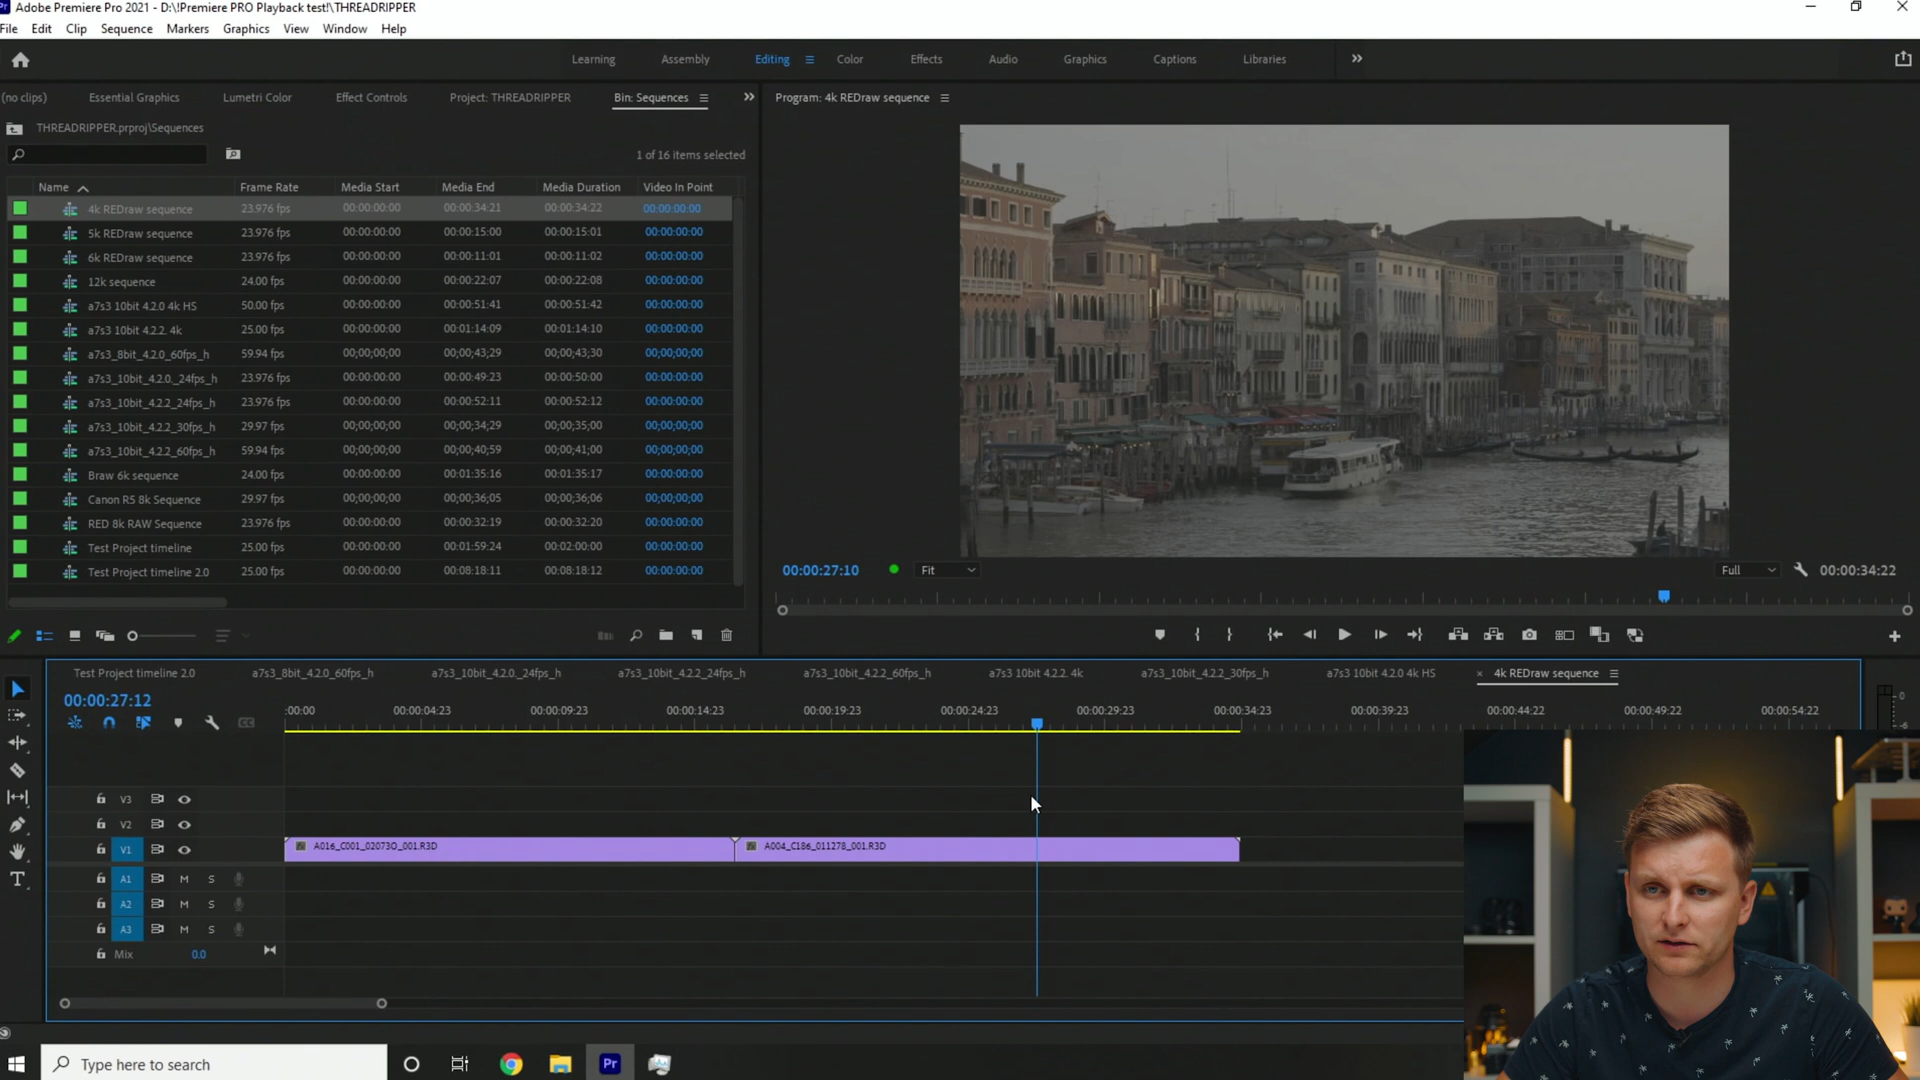 Adobe Premiere Pro 2021 - D:\!Premiere PRO Playback test!\THREADRIPPER
File Edit Clip Sequence Markers Graphics View Window Help
Learning Assembly Editing Color Effects Audio Graphics Captions Libraries
(no clips) Essential Graphics Lumetri Color Effect Controls Project: THREADRIPPER Bin: Sequences
Program: 4k REDraw sequence
THREADRIPPER.prproj\Sequences
1 of 16 items selected
Name Frame Rate Media Start Media End Media Duration Video In Point
4k REDraw sequence 23.976 fps 00:00:00:00 00:00:34:21 00:00:34:22 00:00:00:00
5k REDraw sequence 23.976 fps 00:00:00:00 00:00:15:00 00:00:15:01 00:00:00:00
6k REDraw sequence 23.976 fps 00:00:00:00 00:00:11:01 00:00:11:02 00:00:00:00
12k sequence 24.00 fps 00:00:00:00 00:00:22:07 00:00:22:08 00:00:00:00
a7s3 10bit 4.2.0 4k HS 50.00 fps 00:00:00:00 00:00:51:41 00:00:51:42 00:00:00:00
a7s3 10bit 4.2.2. 4k 25.00 fps 00:00:00:00 00:01:14:09 00:01:14:10 00:00:00:00
a7s3_8bit_4.2.0_60fps_h 59.94 fps 00;00;00;00 00;00;43;29 00;00;43;30 00;00;00;00
a7s3_10bit_4.2.0._24fps_h 23.976 fps 00:00:00:00 00:00:49:23 00:00:50:00 00:00:00:00
a7s3_10bit_4.2.2_24fps_h 23.976 fps 00:00:00:00 00:00:52:11 00:00:52:12 00:00:00:00
a7s3_10bit_4.2.2_30fps_h 29.97 fps 00;00;00;00 00;00;34;29 00;00;35;00 00;00;00;00
a7s3_10bit_4.2.2_60fps_h 59.94 fps 00;00;00;00 00;00;40;59 00;00;41;00 00;00;00;00
Braw 6k sequence 24.00 fps 00:00:00:00 00:01:35:16 00:01:35:17 00:00:00:00
Canon R5 8k Sequence 29.97 fps 00;00;00;00 00;00;36;05 00;00;36;06 00;00;00;00
RED 8k RAW Sequence 23.976 fps 00:00:00:00 00:00:32:19 00:00:32:20 00:00:00:00
Test Project timeline 25.00 fps 00:00:00:00 00:01:59:24 00:02:00:00 00:00:00:00
Test Project timeline 2.0 25.00 fps 00:00:00:00 00:08:18:11 00:08:18:12 00:00:00:00
00:00:27:10 Fit Full 00:00:34:22
Test Project timeline 2.0 a7s3_8bit_4.2.0_60fps_h a7s3_10bit_4.2.0_24fps_h a7s3_10bit_4.2.2_24fps_h a7s3_10bit_4.2.2_60fps_h a7s3 10bit 4.2.2. 4k a7s3_10bit_4.2.2_30fps_h a7s3 10bit 4.2.0 4k HS × 4k REDraw sequence
00:00:27:12
:00:00 00:00:04:23 00:00:09:23 00:00:14:23 00:00:19:23 00:00:24:23 00:00:29:23 00:00:34:23 00:00:39:23 00:00:44:22 00:00:49:22 00:00:54:22
0
-6
V3
V2
V1 A016_C001_02073O_001.R3D A004_C186_011278_001.R3D
A1 M S
A2 M S
A3 M S
Mix 0.0
Type here to search
Pr